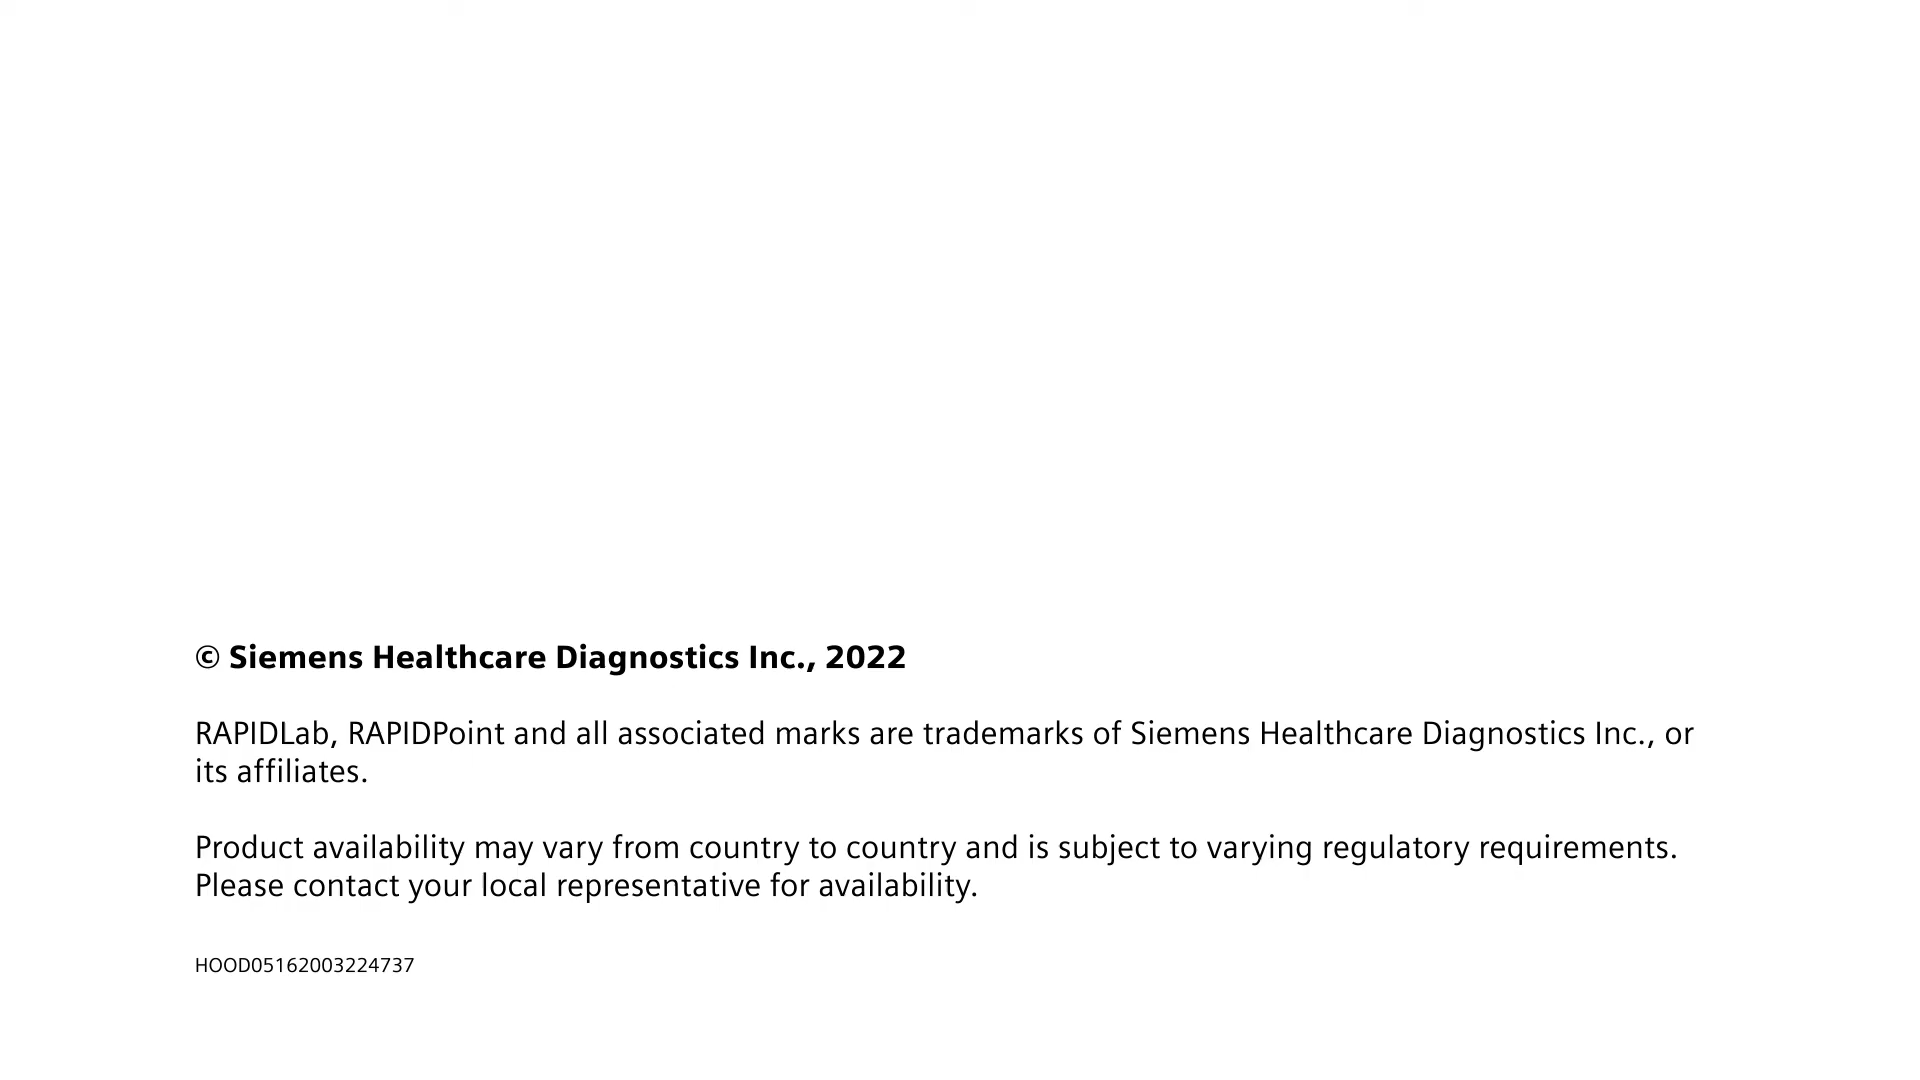 © Siemens Healthcare Diagnostics Inc., 2022
RAPIDLab, RAPIDPoint and all associated marks are trademarks of Siemens Healthcare Diagnostics Inc., or
its affiliates.
Product availability may vary from country to country and is subject to varying regulatory requirements.
Please contact your local representative for availability.
HOOD05162003224737